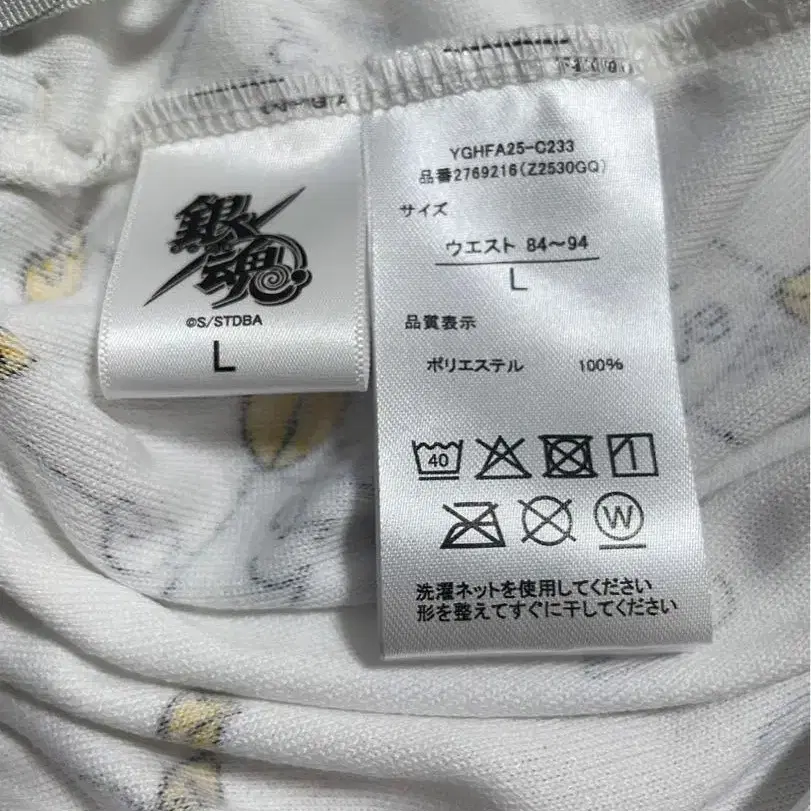 銀魂
©S/STDBA
L
YGHFA25-C233
品番2769216(Z2530GQ)
サイズ
ウエスト 84～94
L
品質表示
ポリエステル 100%
40
W
洗濯ネットを使用してください
形を整えてすぐに干してください